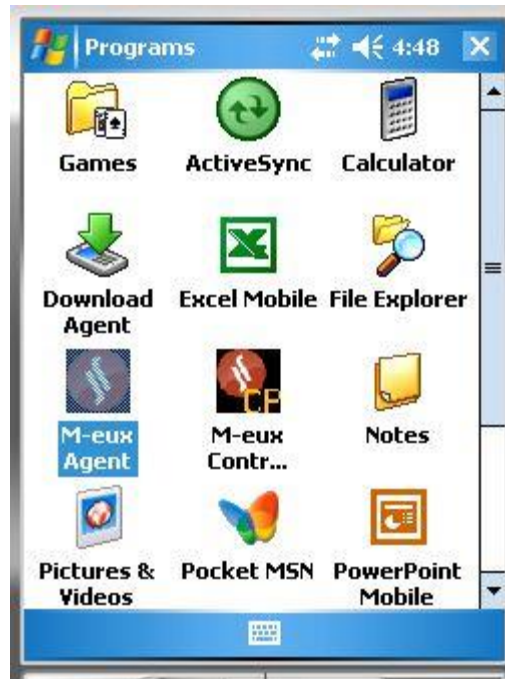 Programs 4:48
Games ActiveSync Calculator
Download Excel Mobile File Explorer
Agent
CP
M-eux M-eux Notes
Agent Contr...
Pictures & Pocket MSN PowerPoint
Videos Mobile